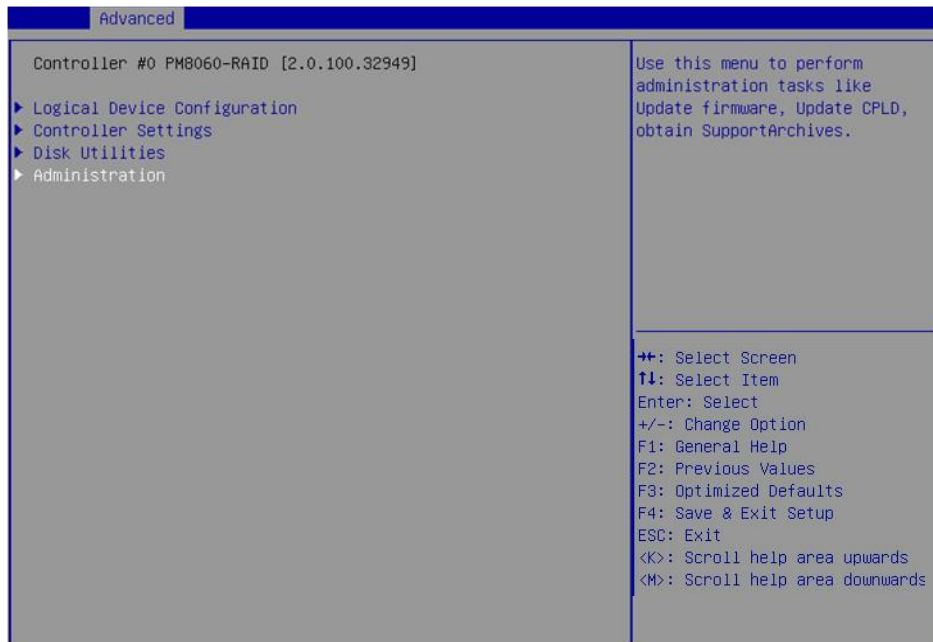 Advanced
Controller #0 PM8060-RAID [2.0.100.32949]
Logical Device Configuration
Controller Settings
Disk Utilities
Administration
Use this menu to perform
administration tasks like
Update firmware, Update CPLD,
obtain SupportArchives.
→←: Select Screen
↑↓: Select Item
Enter: Select
+/-: Change Option
F1: General Help
F2: Previous Values
F3: Optimized Defaults
F4: Save & Exit Setup
ESC: Exit
<K>: Scroll help area upwards
<M>: Scroll help area downwards